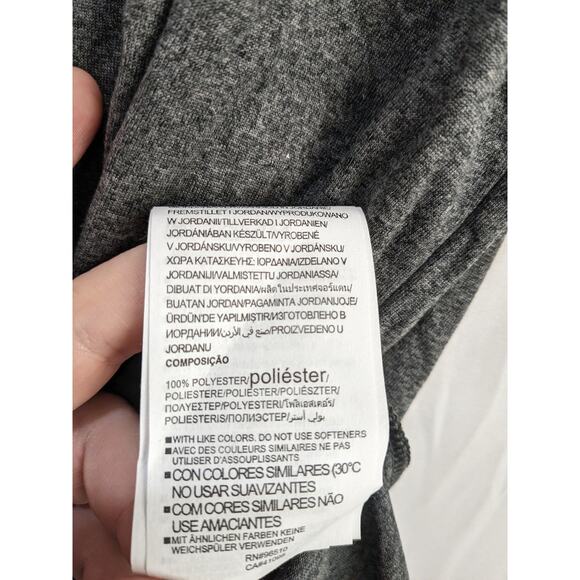 FREMSTILLET I JORDAN/WYPRODUKOWANO
W JORDANII/TILLVERKAD I JORDANIEN/
JORDÁNIÁBAN KÉSZÜLT/VYROBENÉ
V JORDÁNSKU/VYROBENO V JORDÁNSKU/
ΧΩΡΑ ΚΑΤΑΣΚΕΥΗΣ: ΙΟΡΔΑΝΙΑ/IZDELANO V
JORDANIJI/VALMISTETTU JORDANIASSA/
DIBUAT DI YORDANIA/ผลิตในประเทศจอร์แดน/
BUATAN JORDAN/PAGAMINTA JORDANIJOJE/
ÜRDÜN'DE YAPILMIŞTIR/ИЗГОТОВЛЕНО В
ИОРДАНИИ/صنع في الأردن/PROIZVEDENO U
JORDANU
COMPOSIÇÃO
100% POLYESTER/poliéster/
POLIESTERE/POLIESTER/POLIÉSZTER/
ΠΟΛΥΕΣΤΕΡ/POLYESTERI/โพลีเอสเตอร์/
POLIESTERIS/ПОЛИЭСТЕР/بولي أستر/
■WITH LIKE COLORS. DO NOT USE SOFTENERS
■AVEC DES COULEURS SIMILAIRES NE PAS
UTILISER D'ASSOUPLISSANTS
■CON COLORES SIMILARES (30°C
NO USAR SUAVIZANTES
■COM CORES SIMILARES NÃO
USE AMACIANTES
■MIT ÄHNLICHEN FARBEN KEINE
WEICHSPÜLER VERWENDEN
RN#96510